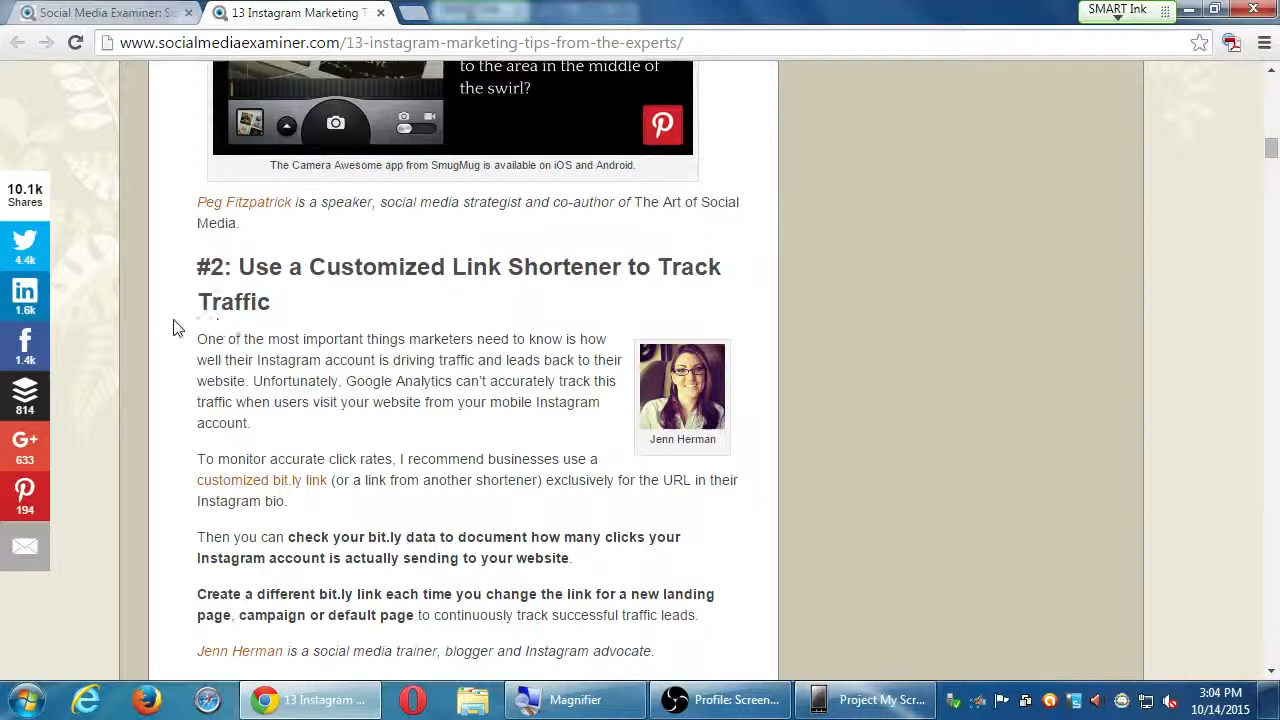 Social Media Examiner: Sc
13 Instagram Marketing T
SMART Ink
www.socialmediaexaminer.com/13-instagram-marketing-tips-from-the-experts/
to the area in the middle of
the swirl?
The Camera Awesome app from SmugMug is available on iOS and Android.
10.1k
Shares
4.4k
1.6k
1.4k
814
G+
633
194
Peg Fitzpatrick is a speaker, social media strategist and co-author of The Art of Social
Media.
#2: Use a Customized Link Shortener to Track
Traffic
One of the most important things marketers need to know is how
well their Instagram account is driving traffic and leads back to their
website. Unfortunately, Google Analytics can't accurately track this
traffic when users visit your website from your mobile Instagram
account.
Jenn Herman
To monitor accurate click rates, I recommend businesses use a
customized bit.ly link (or a link from another shortener) exclusively for the URL in their
Instagram bio.
Then you can check your bit.ly data to document how many clicks your
Instagram account is actually sending to your website.
Create a different bit.ly link each time you change the link for a new landing
page, campaign or default page to continuously track successful traffic leads.
Jenn Herman is a social media trainer, blogger and Instagram advocate.
13 Instagram ...
Magnifier
Profile: Screen...
Project My Scr...
3:04 PM
10/14/2015